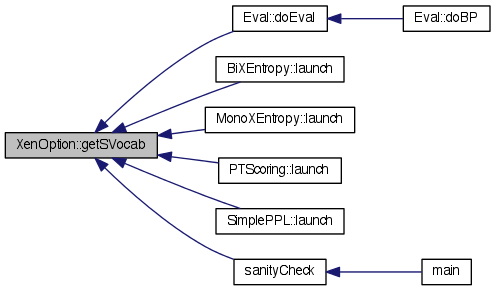 Eval::doEval
Eval::doBP
BiXEntropy::launch
MonoXEntropy::launch
XenOption::getSVocab
PTScoring::launch
SimplePPL::launch
sanityCheck
main